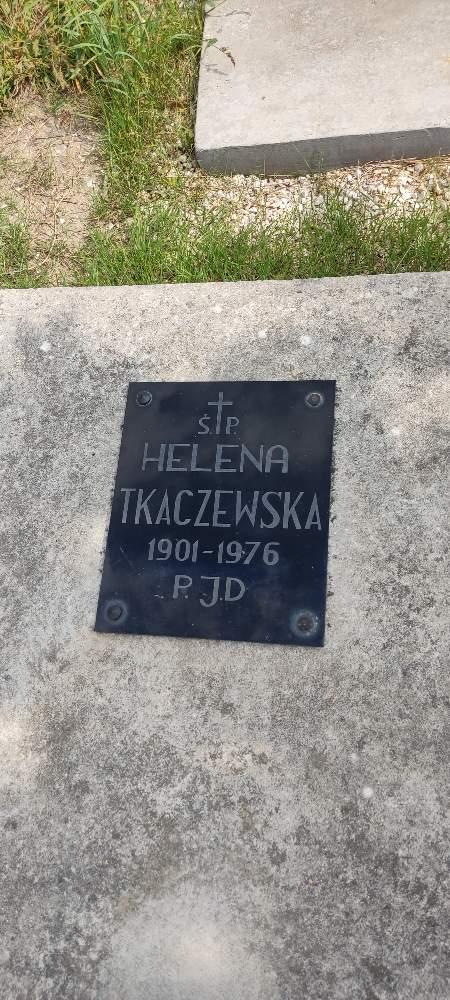 Ś.P.
HELENA
TKACZEWSKA
1901-1976
P.J.D